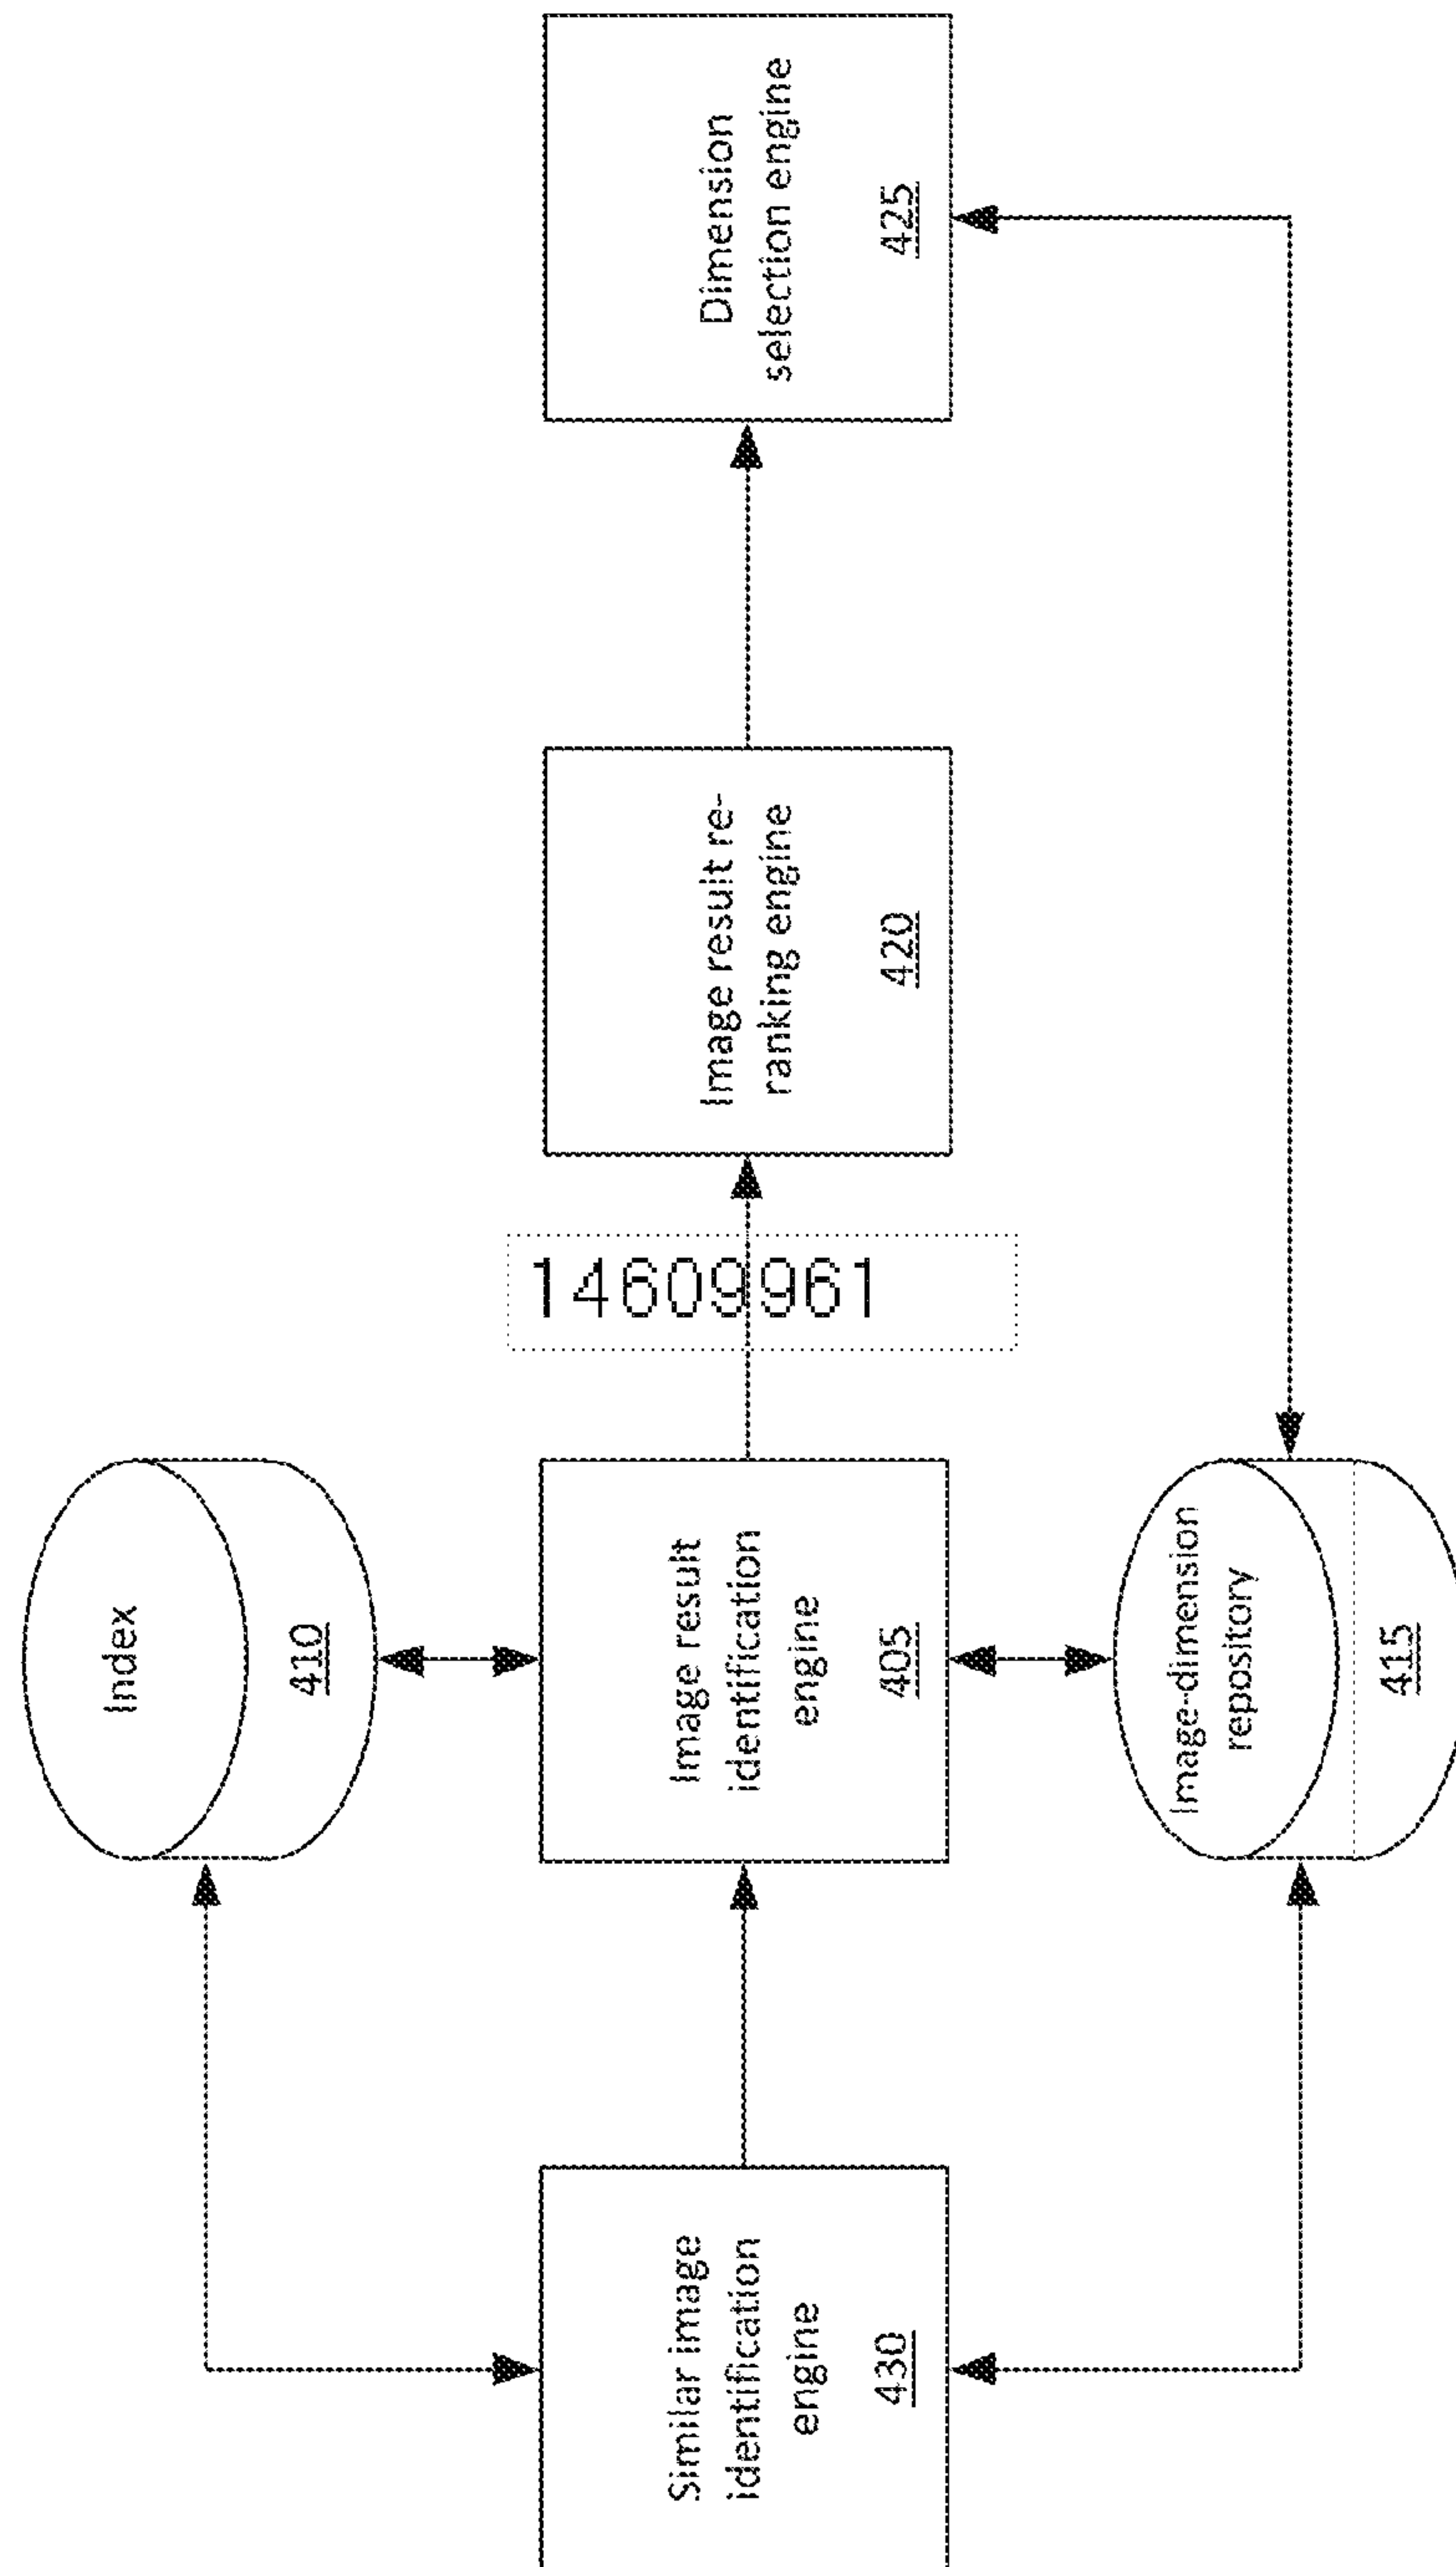 Index
410
Similar image
identification
engine
430
Image result
identification
engine
405
14609961
Image result re-
ranking engine
420
Dimension
selection engine
425
Image-dimension
repository
415